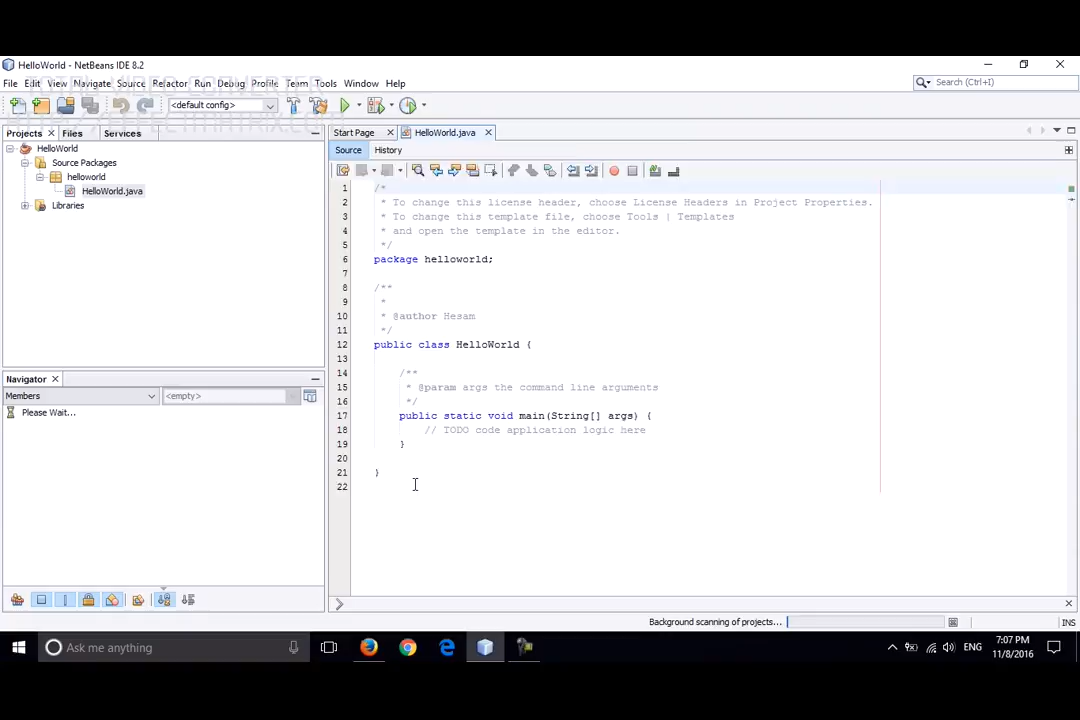 HelloWorld - NetBeans IDE 8.2
File Edit View Navigate Source Refactor Run Debug Profile Team Tools Window Help
Search (Ctrl+I)
TOTAL VIDEO CONVERTER
<default config>
http://EFFECTMATRIX.COM
Projects Files Services
Start Page HelloWorld.java
Source History
HelloWorld
Source Packages
helloworld
HelloWorld.java
Libraries
1 /*
2 * To change this license header, choose License Headers in Project Properties.
3 * To change this template file, choose Tools | Templates
4 * and open the template in the editor.
5 */
6 package helloworld;
7
8 /**
9 *
10 * @author Hesam
11 */
12 public class HelloWorld {
13
14 /**
15 * @param args the command line arguments
16 */
17 public static void main(String[] args) {
18 // TODO code application logic here
19 }
20
21 }
22
Navigator
Members <empty>
Please Wait...
Background scanning of projects... INS
Ask me anything
ENG
7:07 PM
11/8/2016